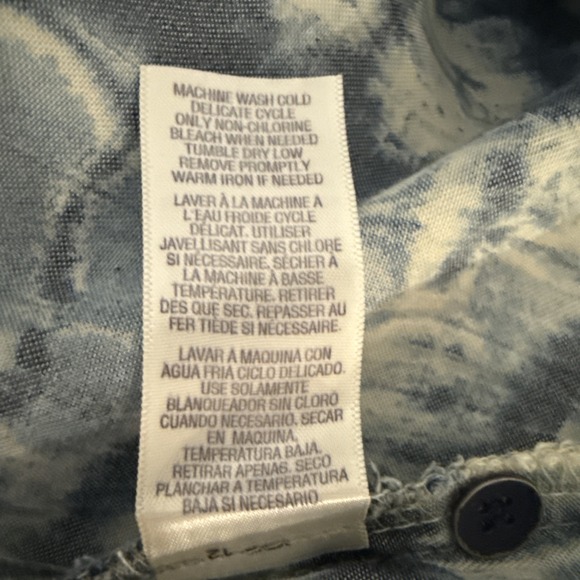 MACHINE WASH COLD
DELICATE CYCLE
ONLY NON-CHLORINE
BLEACH WHEN NEEDED
TUMBLE DRY LOW
REMOVE PROMPTLY
WARM IRON IF NEEDED
LAVER À LA MACHINE A
L'EAU FROIDE CYCLE
DÉLICAT. UTILISER
JAVELLISANT SANS CHLORE
SI NÉCESSAIRE. SÉCHER À
LA MACHINE À BASSE
TEMPÉRATURE. RETIRER
DES QUE SEC. REPASSER AU
FER TIÈDE SI NÉCESSAIRE.
LAVAR A MAQUINA CON
AGUA FRIA CICLO DELICADO.
USE SOLAMENTE
BLANQUEADOR SIN CLORO
CUANDO NECESARIO. SECAR
EN MAQUINA,
TEMPERATURA BAJA.
RETIRAR APENAS. SECO
PLANCHAR A TEMPERATURA
BAJA SI NECESARIO.